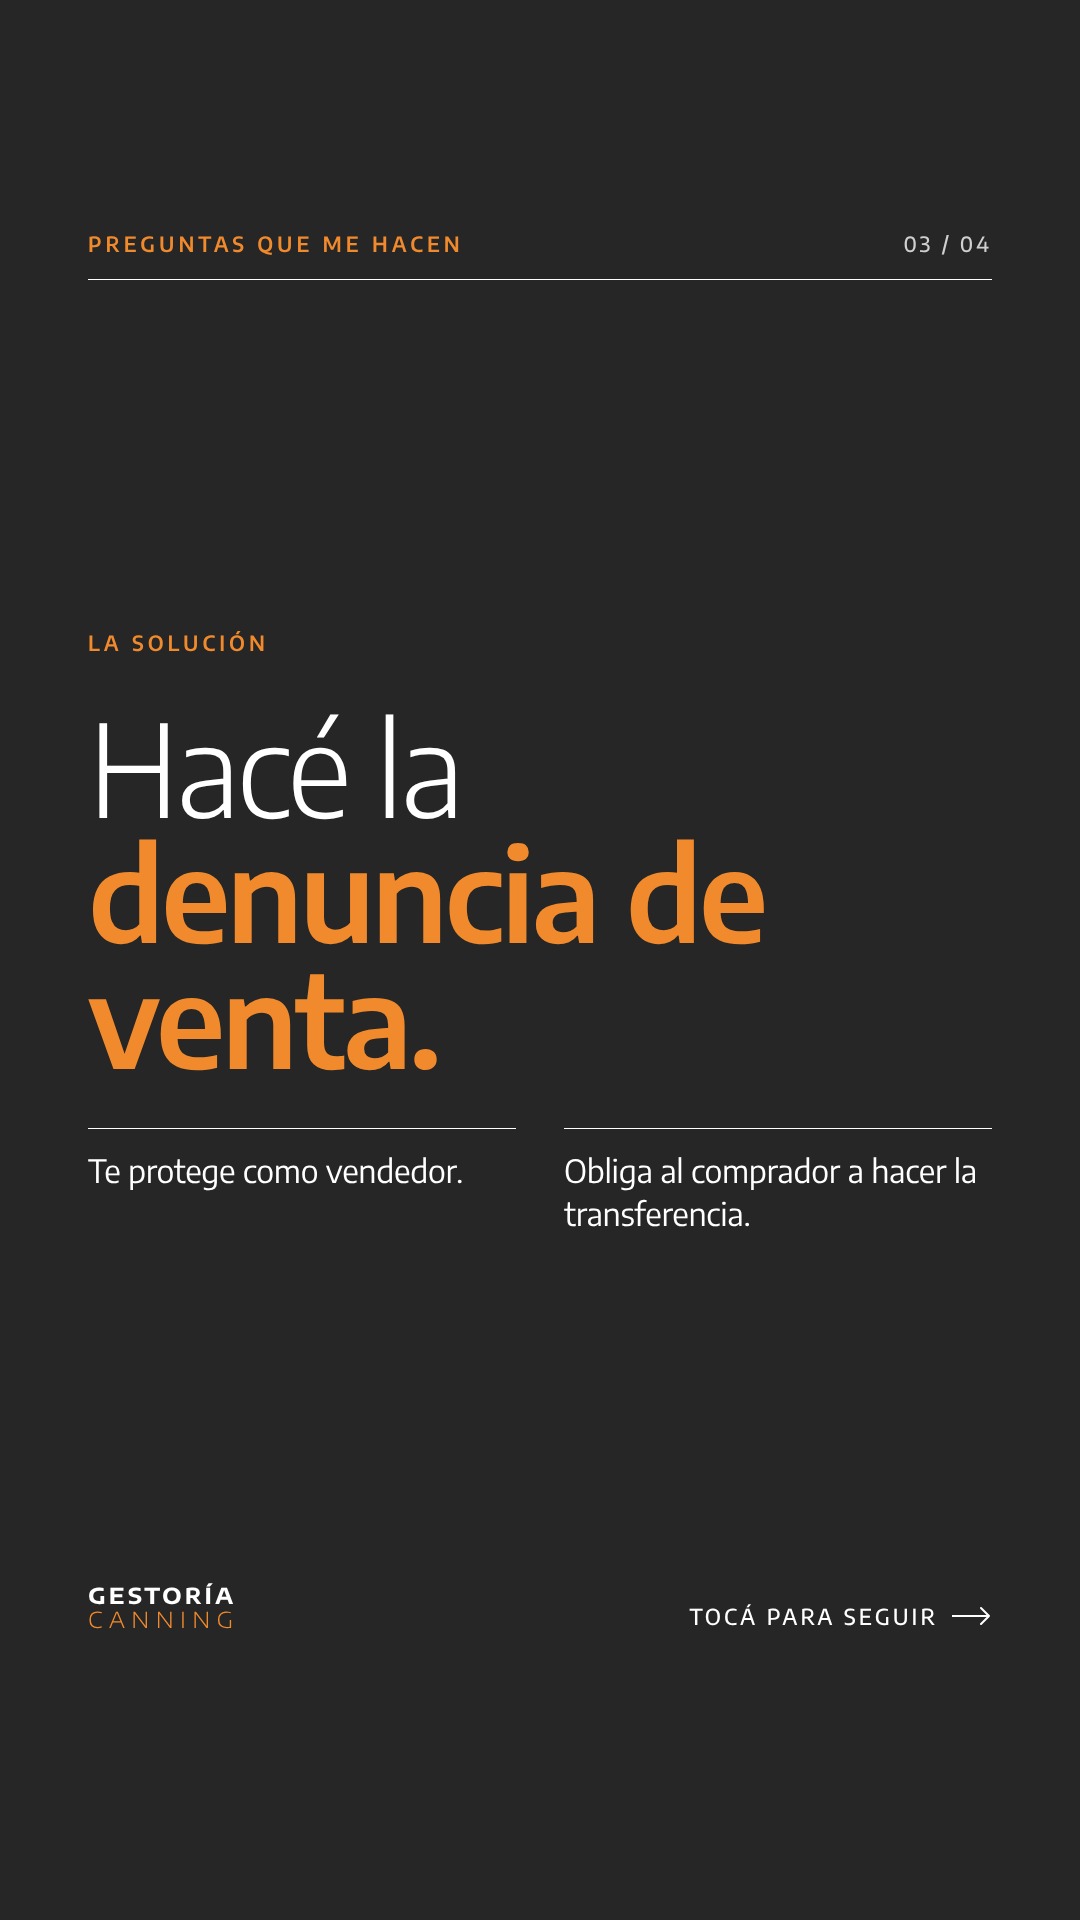 PREGUNTAS QUE ME HACEN
03 / 04
LA SOLUCIÓN
Hacé la
denuncia de
venta.
Te protege como vendedor.
Obliga al comprador a hacer la
transferencia.
GESTORÍA
CANNING
TOCÁ PARA SEGUIR